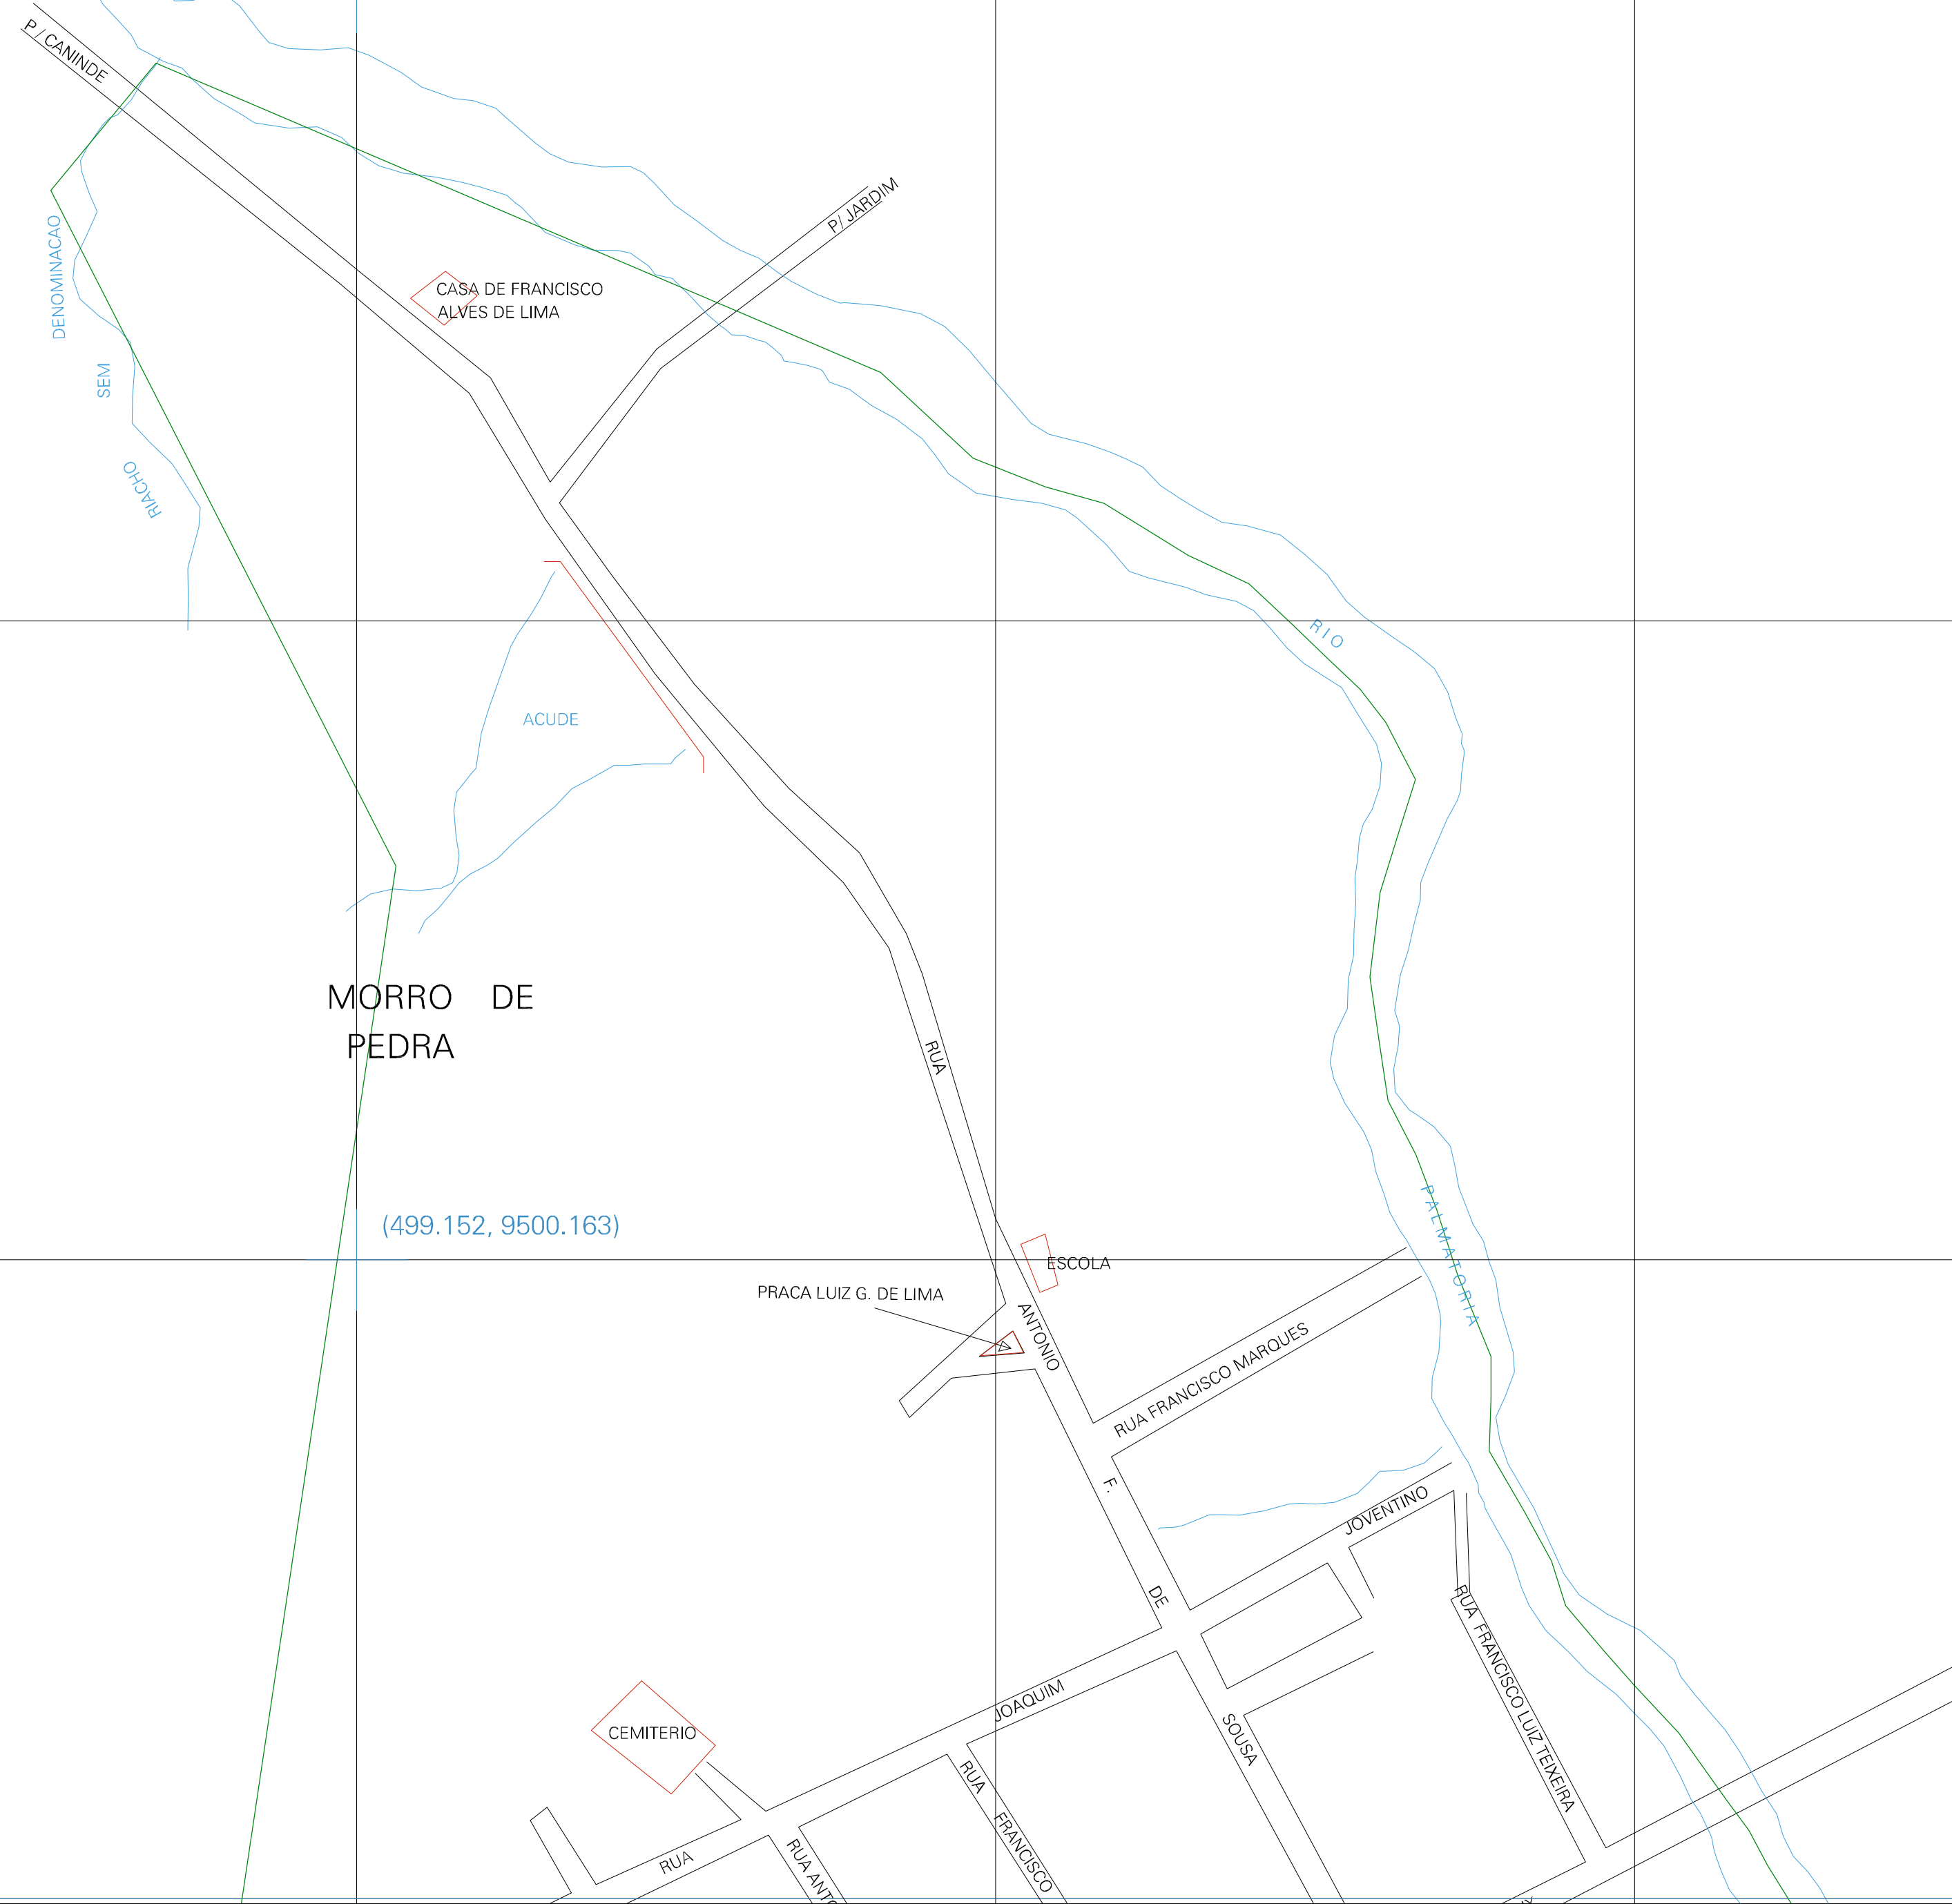 P / CANINDE
P/ JARDIM
DENOMINACAO
SEM
RIACHO
CASA DE FRANCISCO
ALVES DE LIMA
RIO
ACUDE
MORRO DE
PEDRA
RUA
PALMATORIA
(499.152, 9500.163)
ESCOLA
PRACA LUIZ G. DE LIMA
ANTONIO
RUA FRANCISCO MARQUES
F.
JOVENTINO
DE
RUA FRANCISCO LUIZ TEIXEIRA
JOAQUIM
SOUSA
CEMITERIO
RUA
FRANCISCO
RUA
RUA ANTO